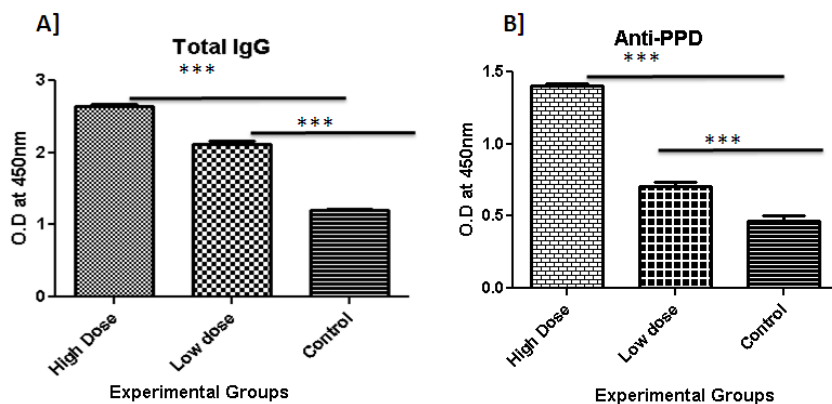 A]
Total IgG
***
***
3
2
1
0
O.D at 450nm
High Dose
Low dose
Control
Experimental Groups
B]
Anti-PPD
***
***
1.5
1.0
0.5
0.0
O.D at 450nm
High Dose
Low dose
Control
Experimental Groups